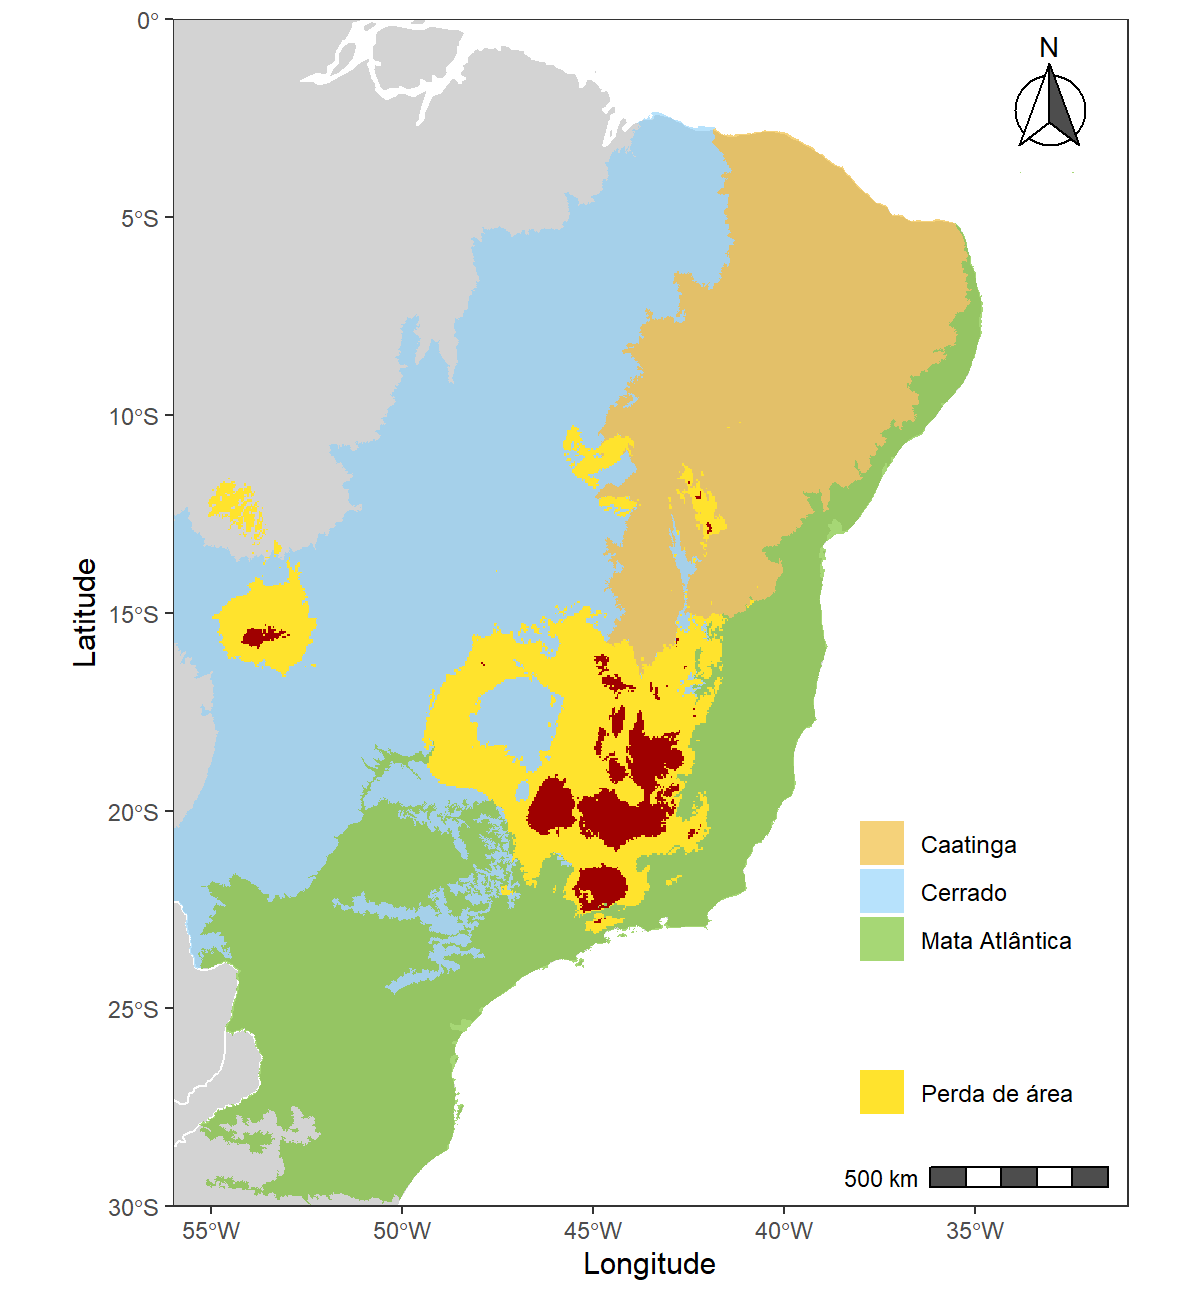 N
0°
5°S
10°S
15°S
20°S
25°S
30°S
Latitude
Caatinga
Cerrado
Mata Atlântica
Perda de área
500 km
55°W
50°W
45°W
40°W
35°W
Longitude